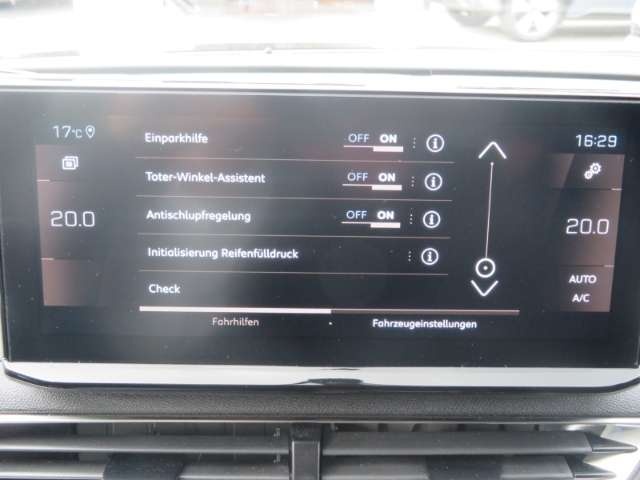 17°C
16:29
Einparkhilfe OFF ON
Toter-Winkel-Assistent OFF ON
Antischlupfregelung OFF ON
20.0
20.0
Initialisierung Reifenfülldruck
Check
AUTO
A/C
Fahrhilfen
Fahrzeugeinstellungen